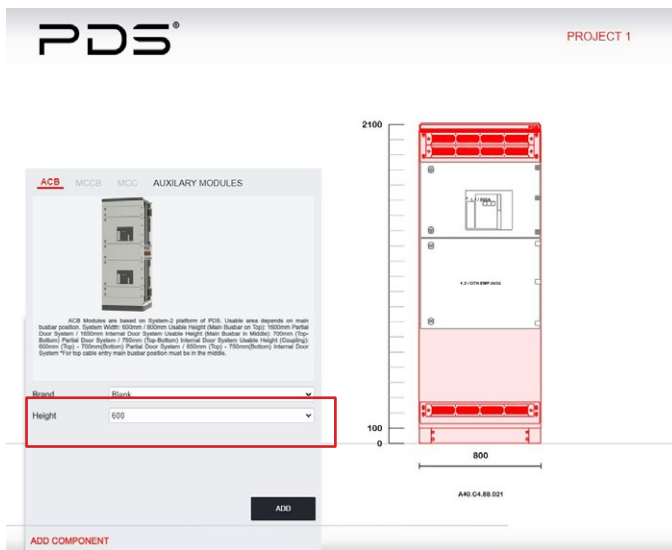 PDS®
PROJECT 1
ACB MCCB MCC AUXILARY MODULES
ACB Modules are based on System-2 platform of PDS. Usable area depends on main
busbar position. System Width: 600mm / 800mm Usable Height (Main Busbar on Top): 1600mm Partial
Door System / 1650mm Internal Door System Usable Height (Main Busbar in Middle): 700mm (Top-
Bottom) Partial Door System / 750mm (Top-Bottom) Internal Door System Usable Height (Coupling):
600mm (Top) - 700mm(Bottom) Partial Door System / 650mm (Top) - 750mm(Bottom) Internal Door
System *For top cable entry main busbar position must be in the middle.
Brand Blank
Height 600
ADD
ADD COMPONENT
2100
100
0
800